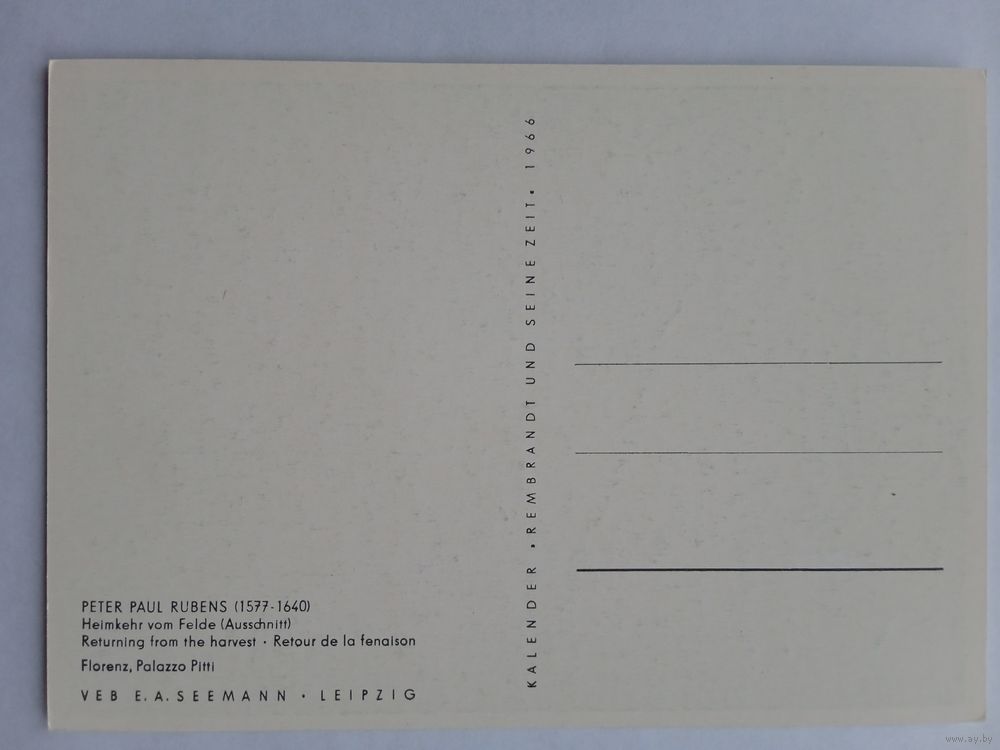 PETER PAUL RUBENS (1577-1640)
Heimkehr vom Felde (Ausschnitt)
Returning from the harvest · Retour de la fenaison
Florenz, Palazzo Pitti
VEB E. A. SEEMANN · LEIPZIG
KALENDER „REMBRANDT UND SEINE ZEIT“ 1966
www.ay.by